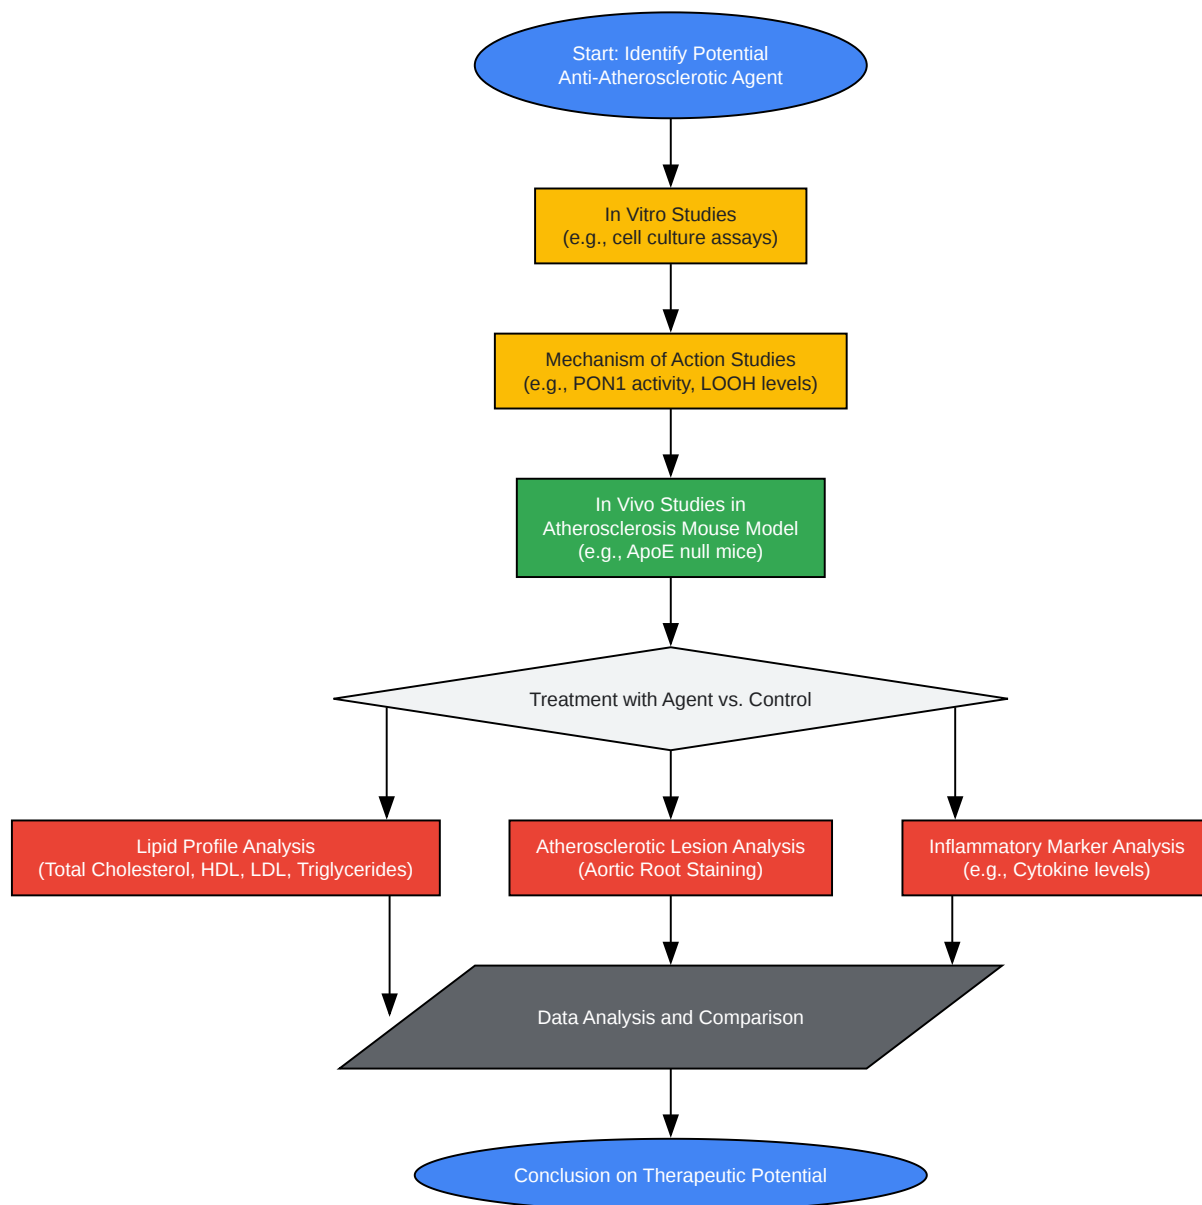 Start: Identify Potential
Anti-Atherosclerotic Agent
In Vitro Studies
(e.g., cell culture assays)
Mechanism of Action Studies
(e.g., PON1 activity, LOOH levels)
In Vivo Studies in
Atherosclerosis Mouse Model
(e.g., ApoE null mice)
Treatment with Agent vs. Control
Lipid Profile Analysis
(Total Cholesterol, HDL, LDL, Triglycerides)
Atherosclerotic Lesion Analysis
(Aortic Root Staining)
Inflammatory Marker Analysis
(e.g., Cytokine levels)
Data Analysis and Comparison
Conclusion on Therapeutic Potential